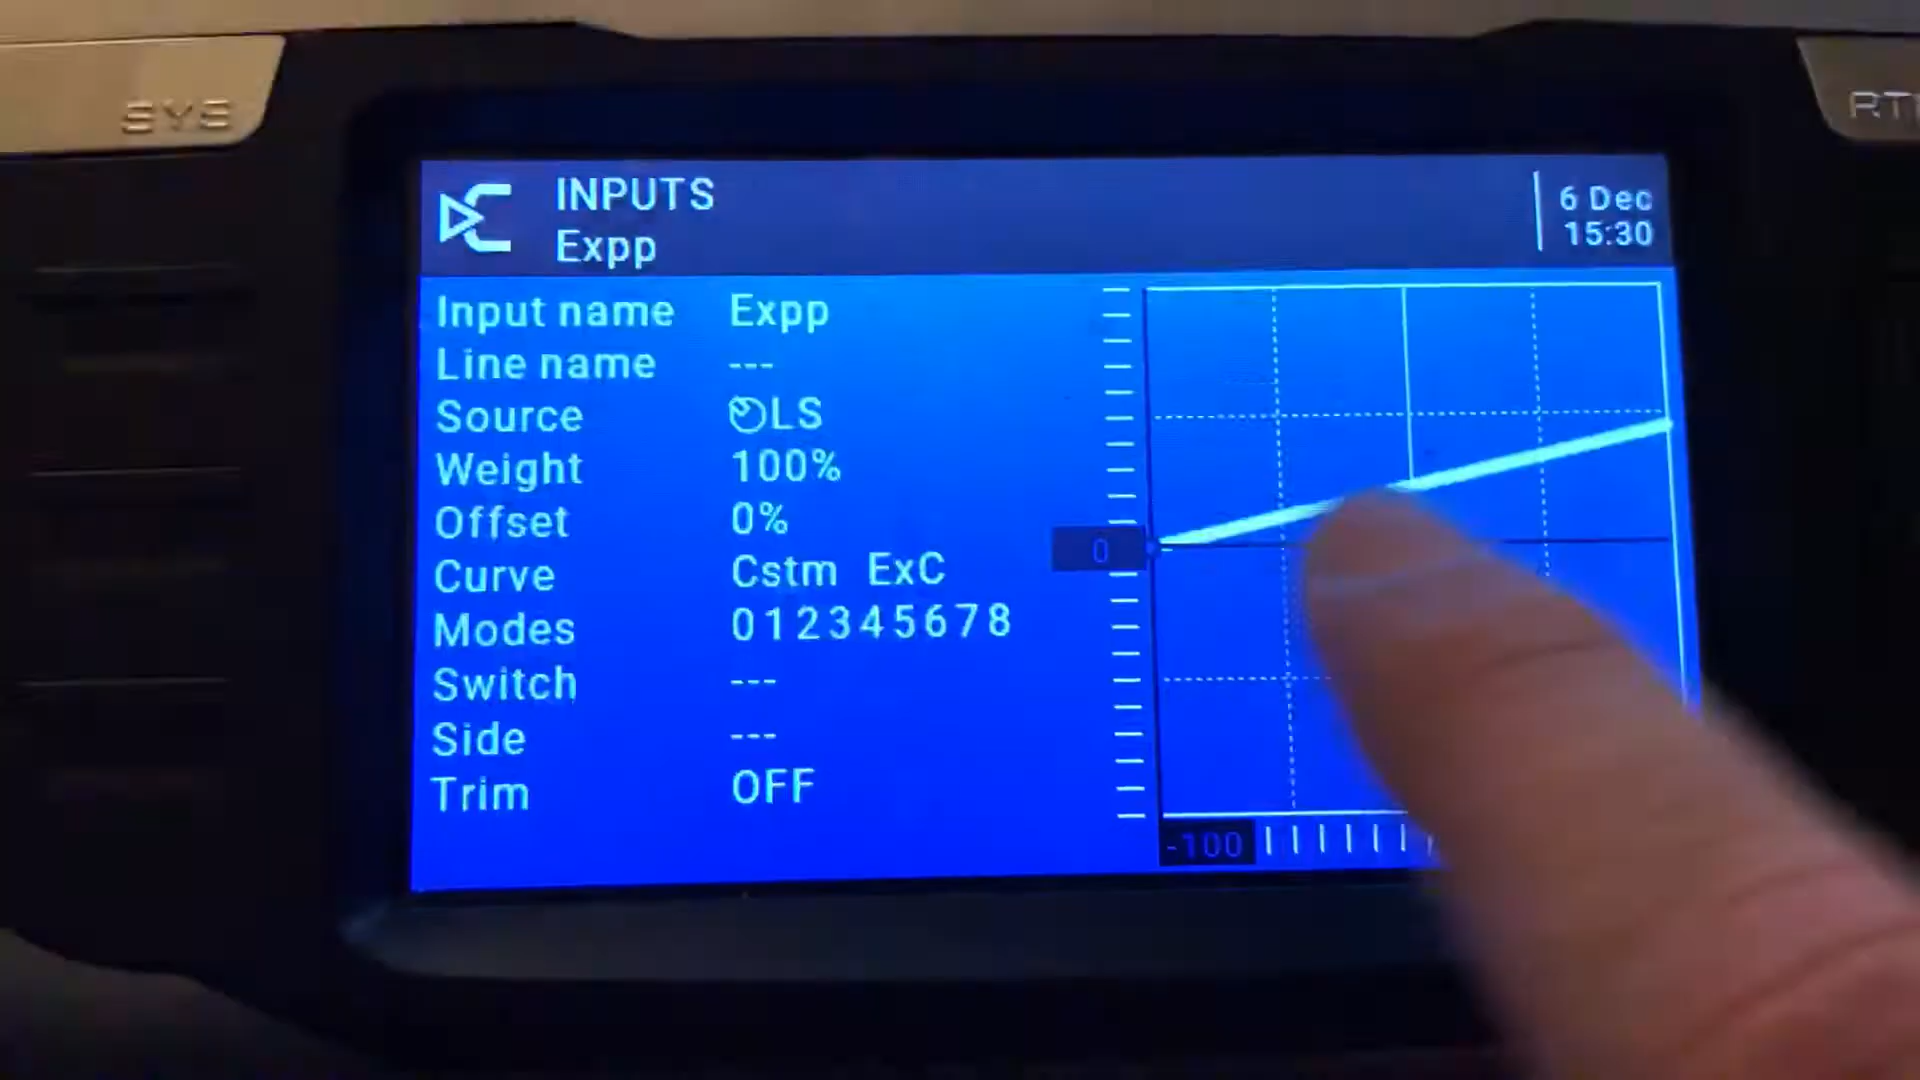 SYS
RT
INPUTS
Expp
6 Dec
15:30
Input name Expp
Line name ---
Source LS
Weight 100%
Offset 0%
Curve Cstm ExC
Modes 012345678
Switch ---
Side ---
Trim OFF
0
-100